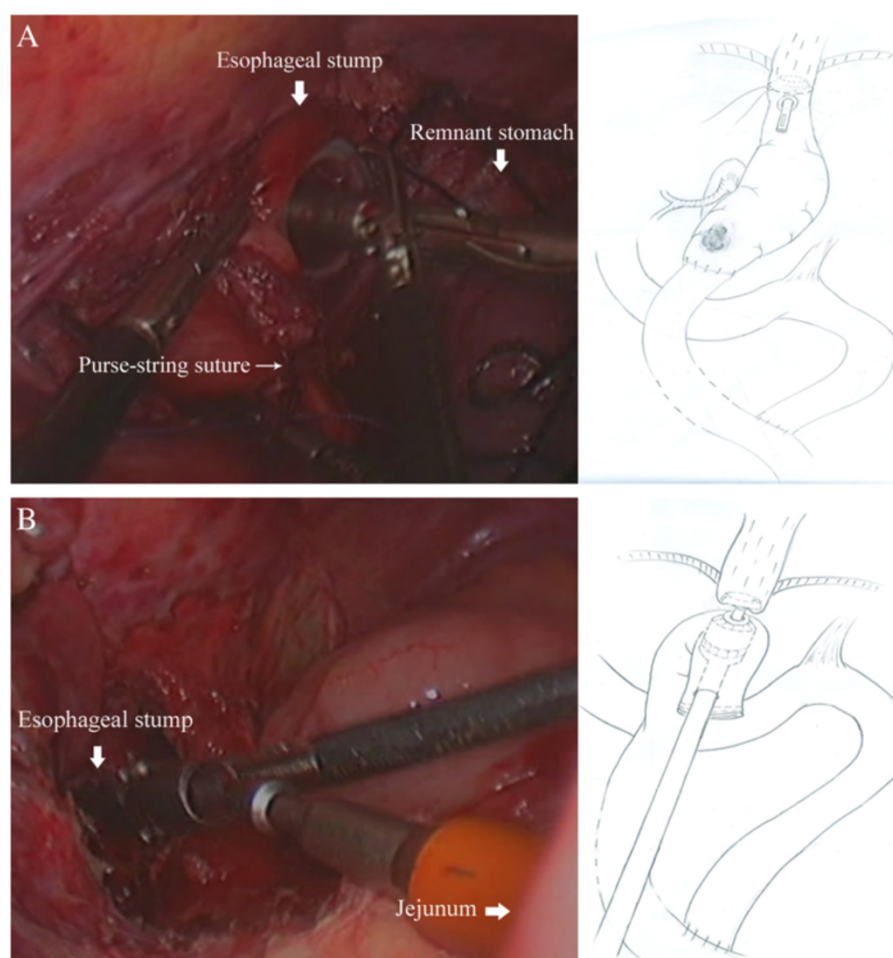 A
Esophageal stump
Remnant stomach
Purse-string suture
B
Esophageal stump
Jejunum